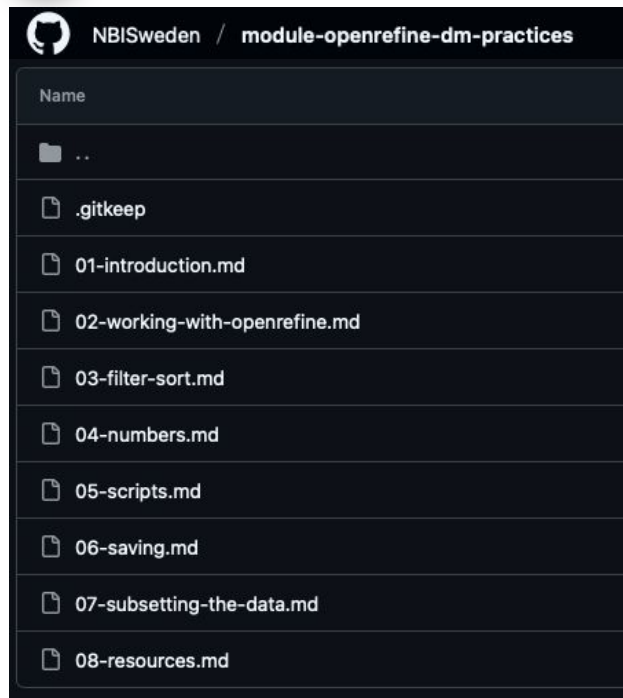 NBISweden / module-openrefine-dm-practices
Name
..
.gitkeep
01-introduction.md
02-working-with-openrefine.md
03-filter-sort.md
04-numbers.md
05-scripts.md
06-saving.md
07-subsetting-the-data.md
08-resources.md